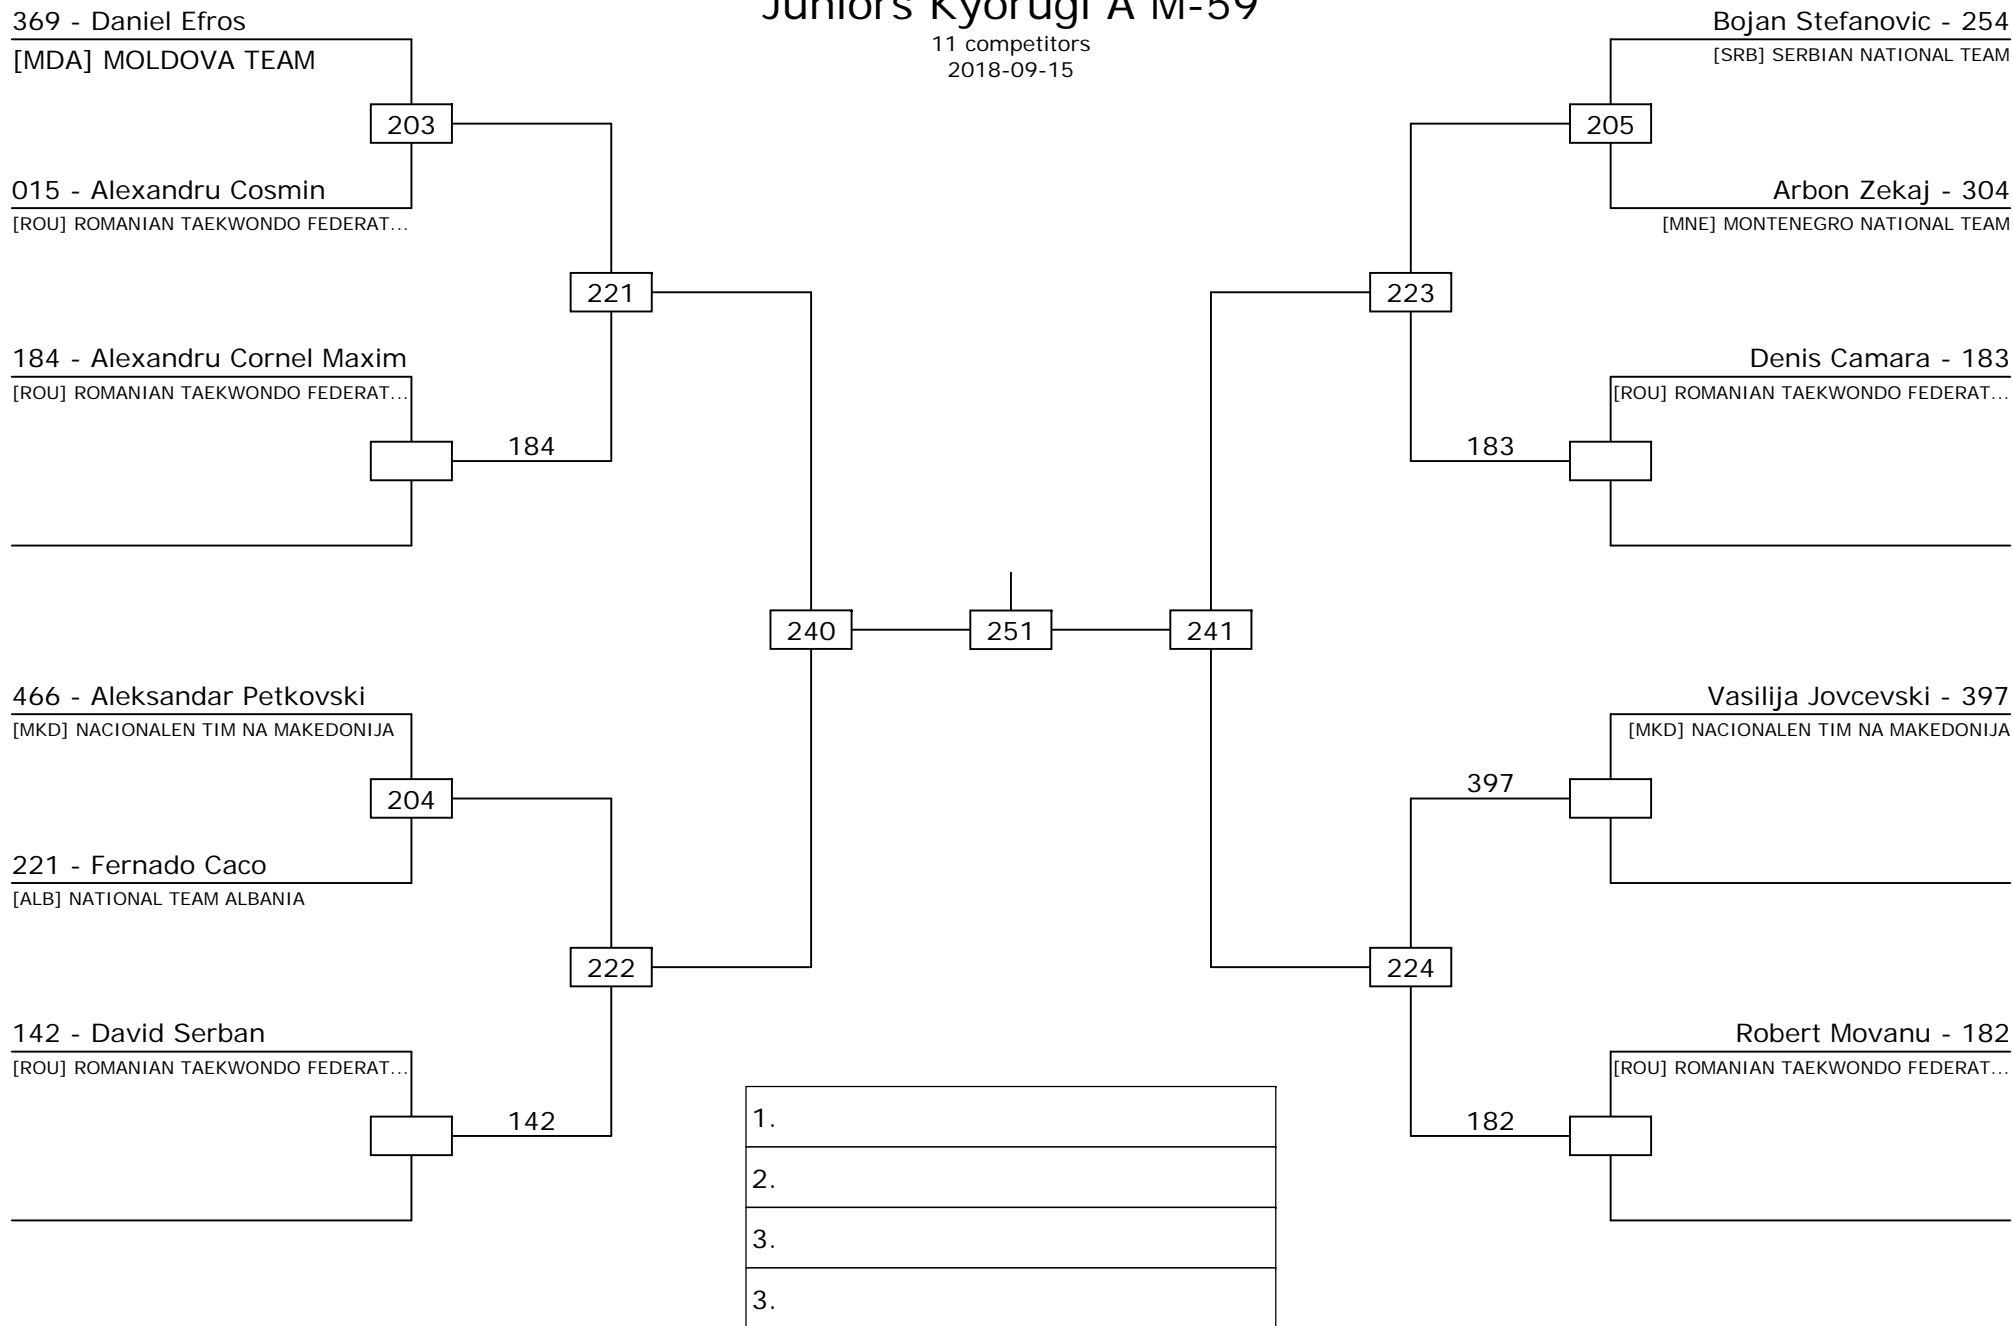 Juniors Kyorugi A M-59
11 competitors
2018-09-15
369 - Daniel Efros
[MDA] MOLDOVA TEAM
203
015 - Alexandru Cosmin
[ROU] ROMANIAN TAEKWONDO FEDERAT...
221
184 - Alexandru Cornel Maxim
[ROU] ROMANIAN TAEKWONDO FEDERAT...
184
240
466 - Aleksandar Petkovski
[MKD] NACIONALEN TIM NA MAKEDONIJA
204
221 - Fernado Caco
[ALB] NATIONAL TEAM ALBANIA
222
142 - David Serban
[ROU] ROMANIAN TAEKWONDO FEDERAT...
142
251
Bojan Stefanovic - 254
[SRB] SERBIAN NATIONAL TEAM
205
Arbon Zekaj - 304
[MNE] MONTENEGRO NATIONAL TEAM
223
Denis Camara - 183
[ROU] ROMANIAN TAEKWONDO FEDERAT...
183
241
Vasilija Jovcevski - 397
[MKD] NACIONALEN TIM NA MAKEDONIJA
397
224
Robert Movanu - 182
[ROU] ROMANIAN TAEKWONDO FEDERAT...
182
1.
2.
3.
3.